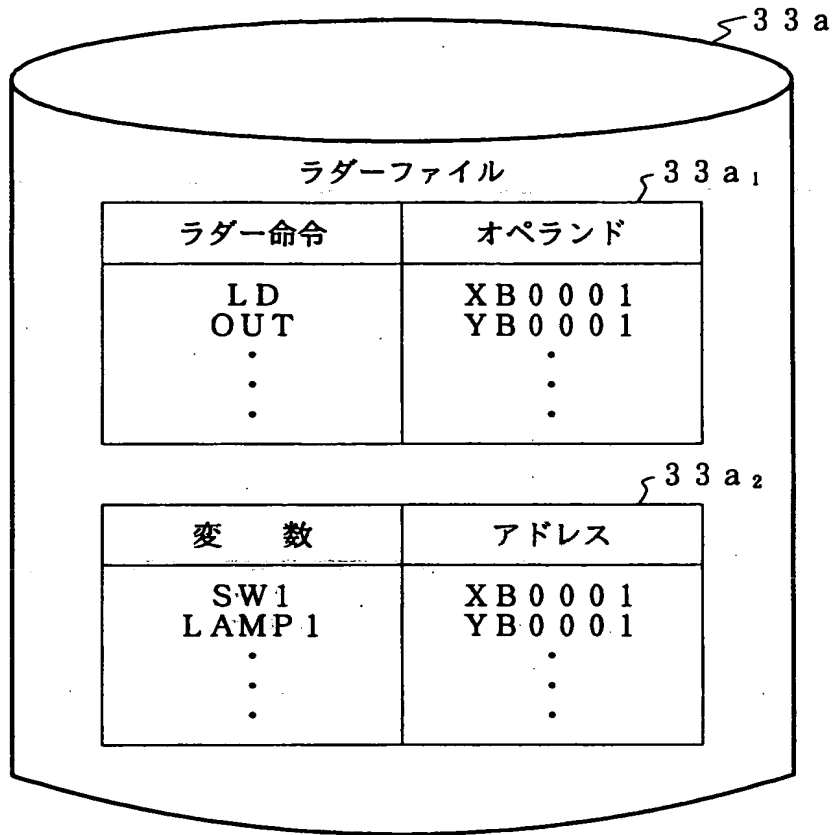 ３３ａ
ラダーファイル
３３ａ₁
ラダー命令 オペランド
ＬＤ ＸＢ０００１
ＯＵＴ ＹＢ０００１
３３ａ₂
変　数 アドレス
ＳＷ１ ＸＢ０００１
ＬＡＭＰ１ ＹＢ０００１